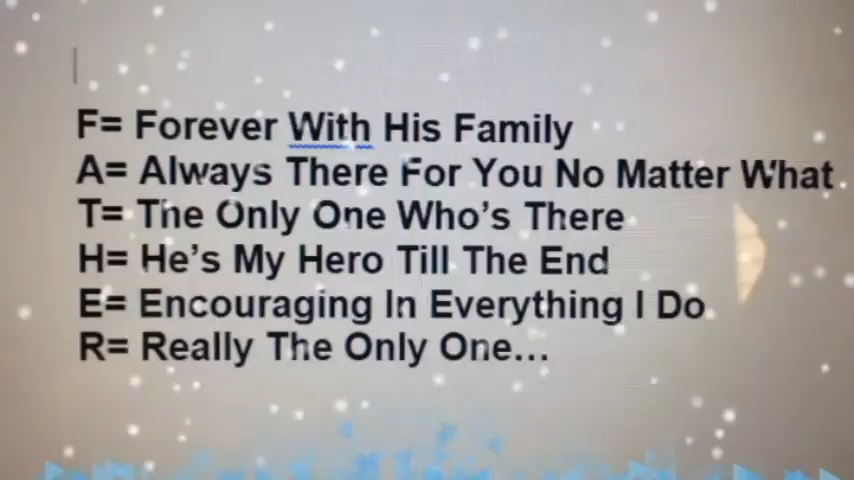 F= Forever With His Family
A= Always There For You No Matter What
T= The Only One Who's There
H= He's My Hero Till The End
E= Encouraging In Everything I Do
R= Really The Only One...